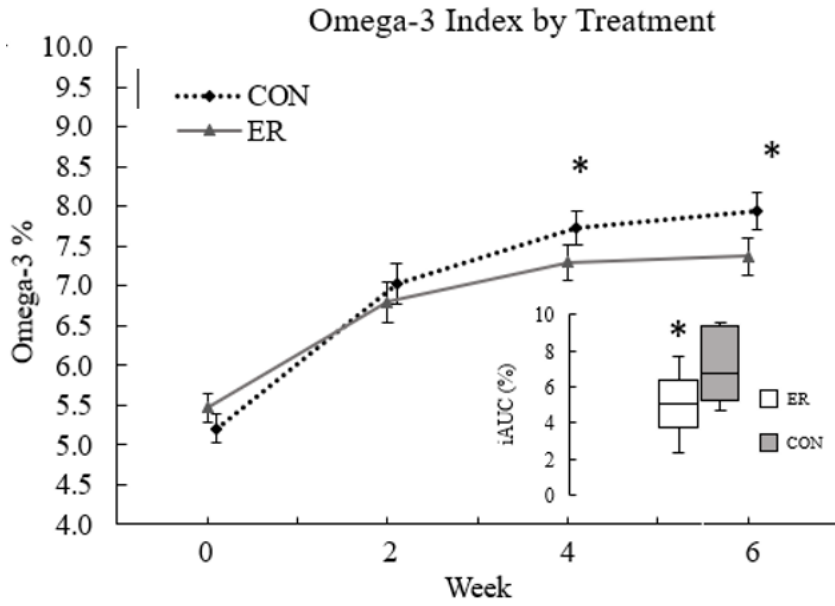 Omega-3 Index by Treatment
10.0
9.5
9.0
8.5
8.0
7.5
7.0
6.5
6.0
5.5
5.0
4.5
4.0
Omega-3 %
CON
ER
*
*
10
8
6
4
2
0
iAUC (%)
*
ER
CON
0 2 4 6
Week